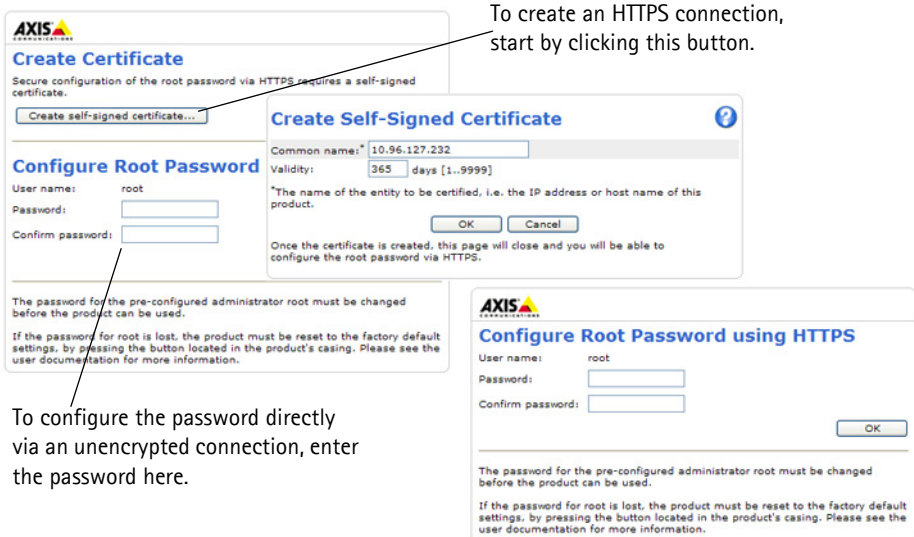 To create an HTTPS connection,
start by clicking this button.
AXIS
COMMUNICATIONS
Create Certificate
Secure configuration of the root password via HTTPS requires a self-signed
certificate.
Create self-signed certificate...
Configure Root Password
User name: root
Password:
Confirm password:
The password for the pre-configured administrator root must be changed
before the product can be used.
If the password for root is lost, the product must be reset to the factory default
settings, by pressing the button located in the product's casing. Please see the
user documentation for more information.
Create Self-Signed Certificate
?
Common name:* 10.96.127.232
Validity: 365 days [1..9999]
*The name of the entity to be certified, i.e. the IP address or host name of this
product.
OK Cancel
Once the certificate is created, this page will close and you will be able to
configure the root password via HTTPS.
To configure the password directly
via an unencrypted connection, enter
the password here.
AXIS
COMMUNICATIONS
Configure Root Password using HTTPS
User name: root
Password:
Confirm password:
OK
The password for the pre-configured administrator root must be changed
before the product can be used.
If the password for root is lost, the product must be reset to the factory default
settings, by pressing the button located in the product's casing. Please see the
user documentation for more information.